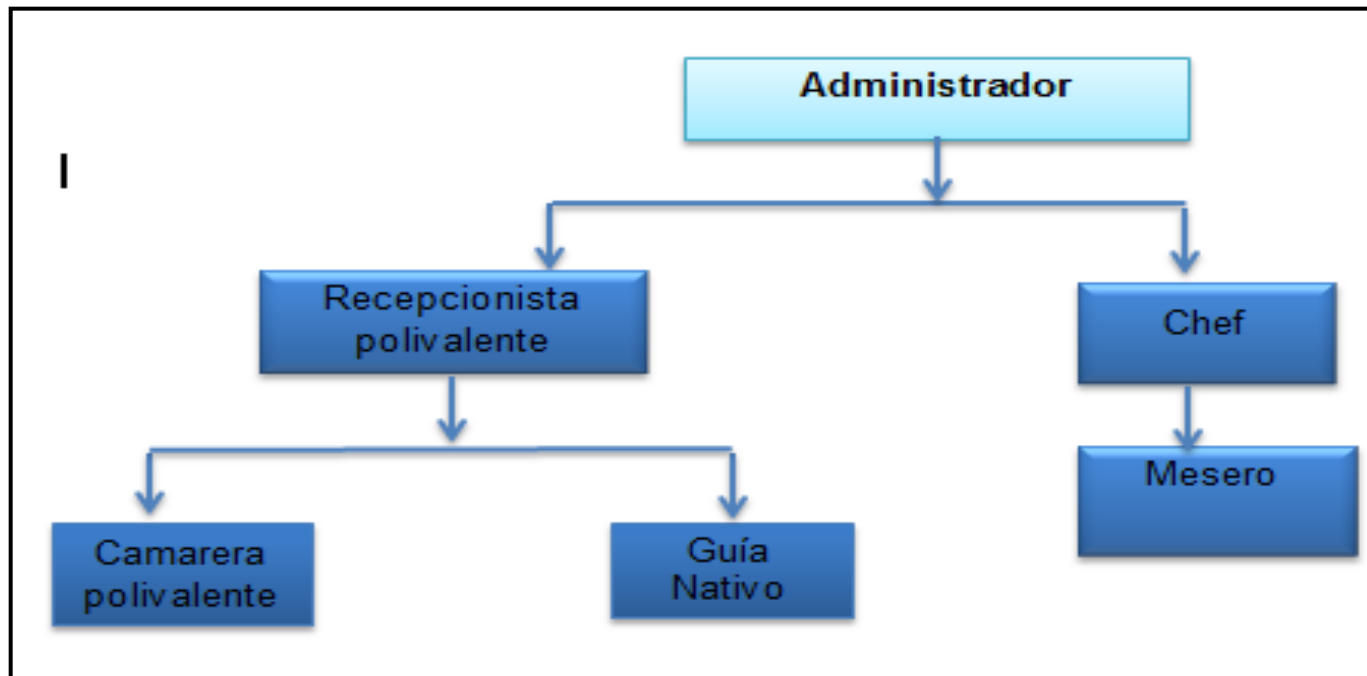 Administrador
I
Recepcionista
polivalente
Chef
Mesero
Camarera
polivalente
Guía
Nativo